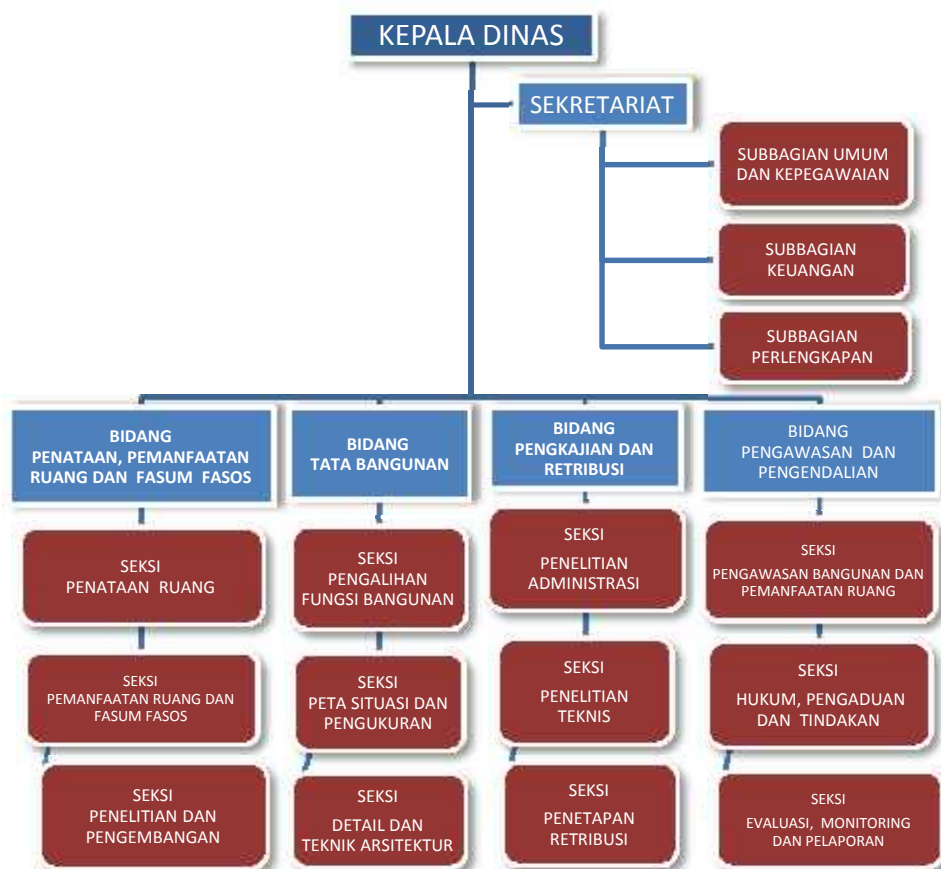 KEPALA DINAS
SEKRETARIAT
SUBBAGIAN UMUM
DAN KEPEGAWAIAN
SUBBAGIAN
KEUANGAN
SUBBAGIAN
PERLENGKAPAN
BIDANG
PENATAAN, PEMANFAATAN
RUANG DAN FASUM FASOS
BIDANG
TATA BANGUNAN
BIDANG
PENGKAJIAN DAN
RETRIBUSI
BIDANG
PENGAWASAN DAN
PENGENDALIAN
SEKSI
PENATAAN RUANG
SEKSI
PENGALIHAN
FUNGSI BANGUNAN
SEKSI
PENELITIAN
ADMINISTRASI
SEKSI
PENGAWASAN BANGUNAN DAN
PEMANFAATAN RUANG
SEKSI
PEMANFAATAN RUANG DAN
FASUM FASOS
SEKSI
PETA SITUASI DAN
PENGUKURAN
SEKSI
PENELITIAN
TEKNIS
SEKSI
HUKUM, PENGADUAN
DAN TINDAKAN
SEKSI
PENELITIAN DAN
PENGEMBANGAN
SEKSI
DETAIL DAN
TEKNIK ARSITEKTUR
SEKSI
PENETAPAN
RETRIBUSI
SEKSI
EVALUASI, MONITORING
DAN PELAPORAN